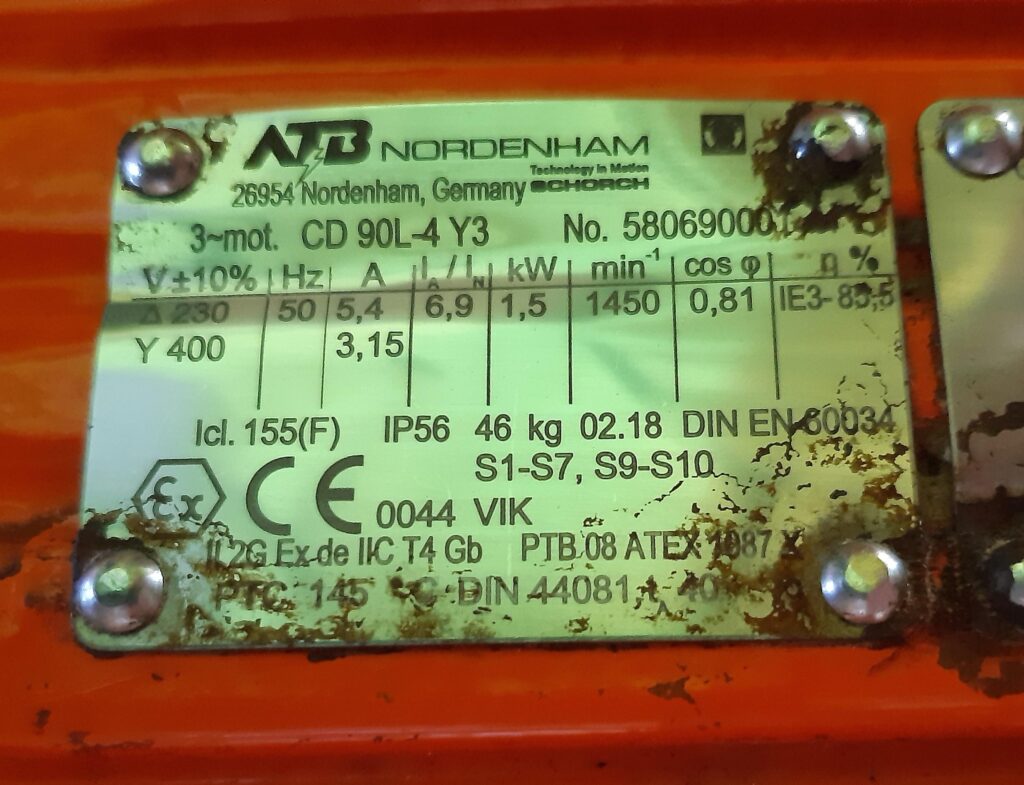 ATB NORDENHAM
Technology in Motion
26954 Nordenham, Germany SCHORCH
3~mot. CD 90L-4 Y3 No.
V±10% Hz A IA/IN kW min-1 cos φ η %
Δ 230 50 5,4 6,9 1,5 1450 0,81 IE3-
Y 400 3,15
Icl. 155(F) IP56 46 kg 02.18 DIN EN 60034
S1-S7, S9-S10
Ex CE 0044 VIK
II 2G Ex de IIC T4 Gb PTB 08 ATEX 1087 X
PTC 145 °C DIN 44081, tA 40